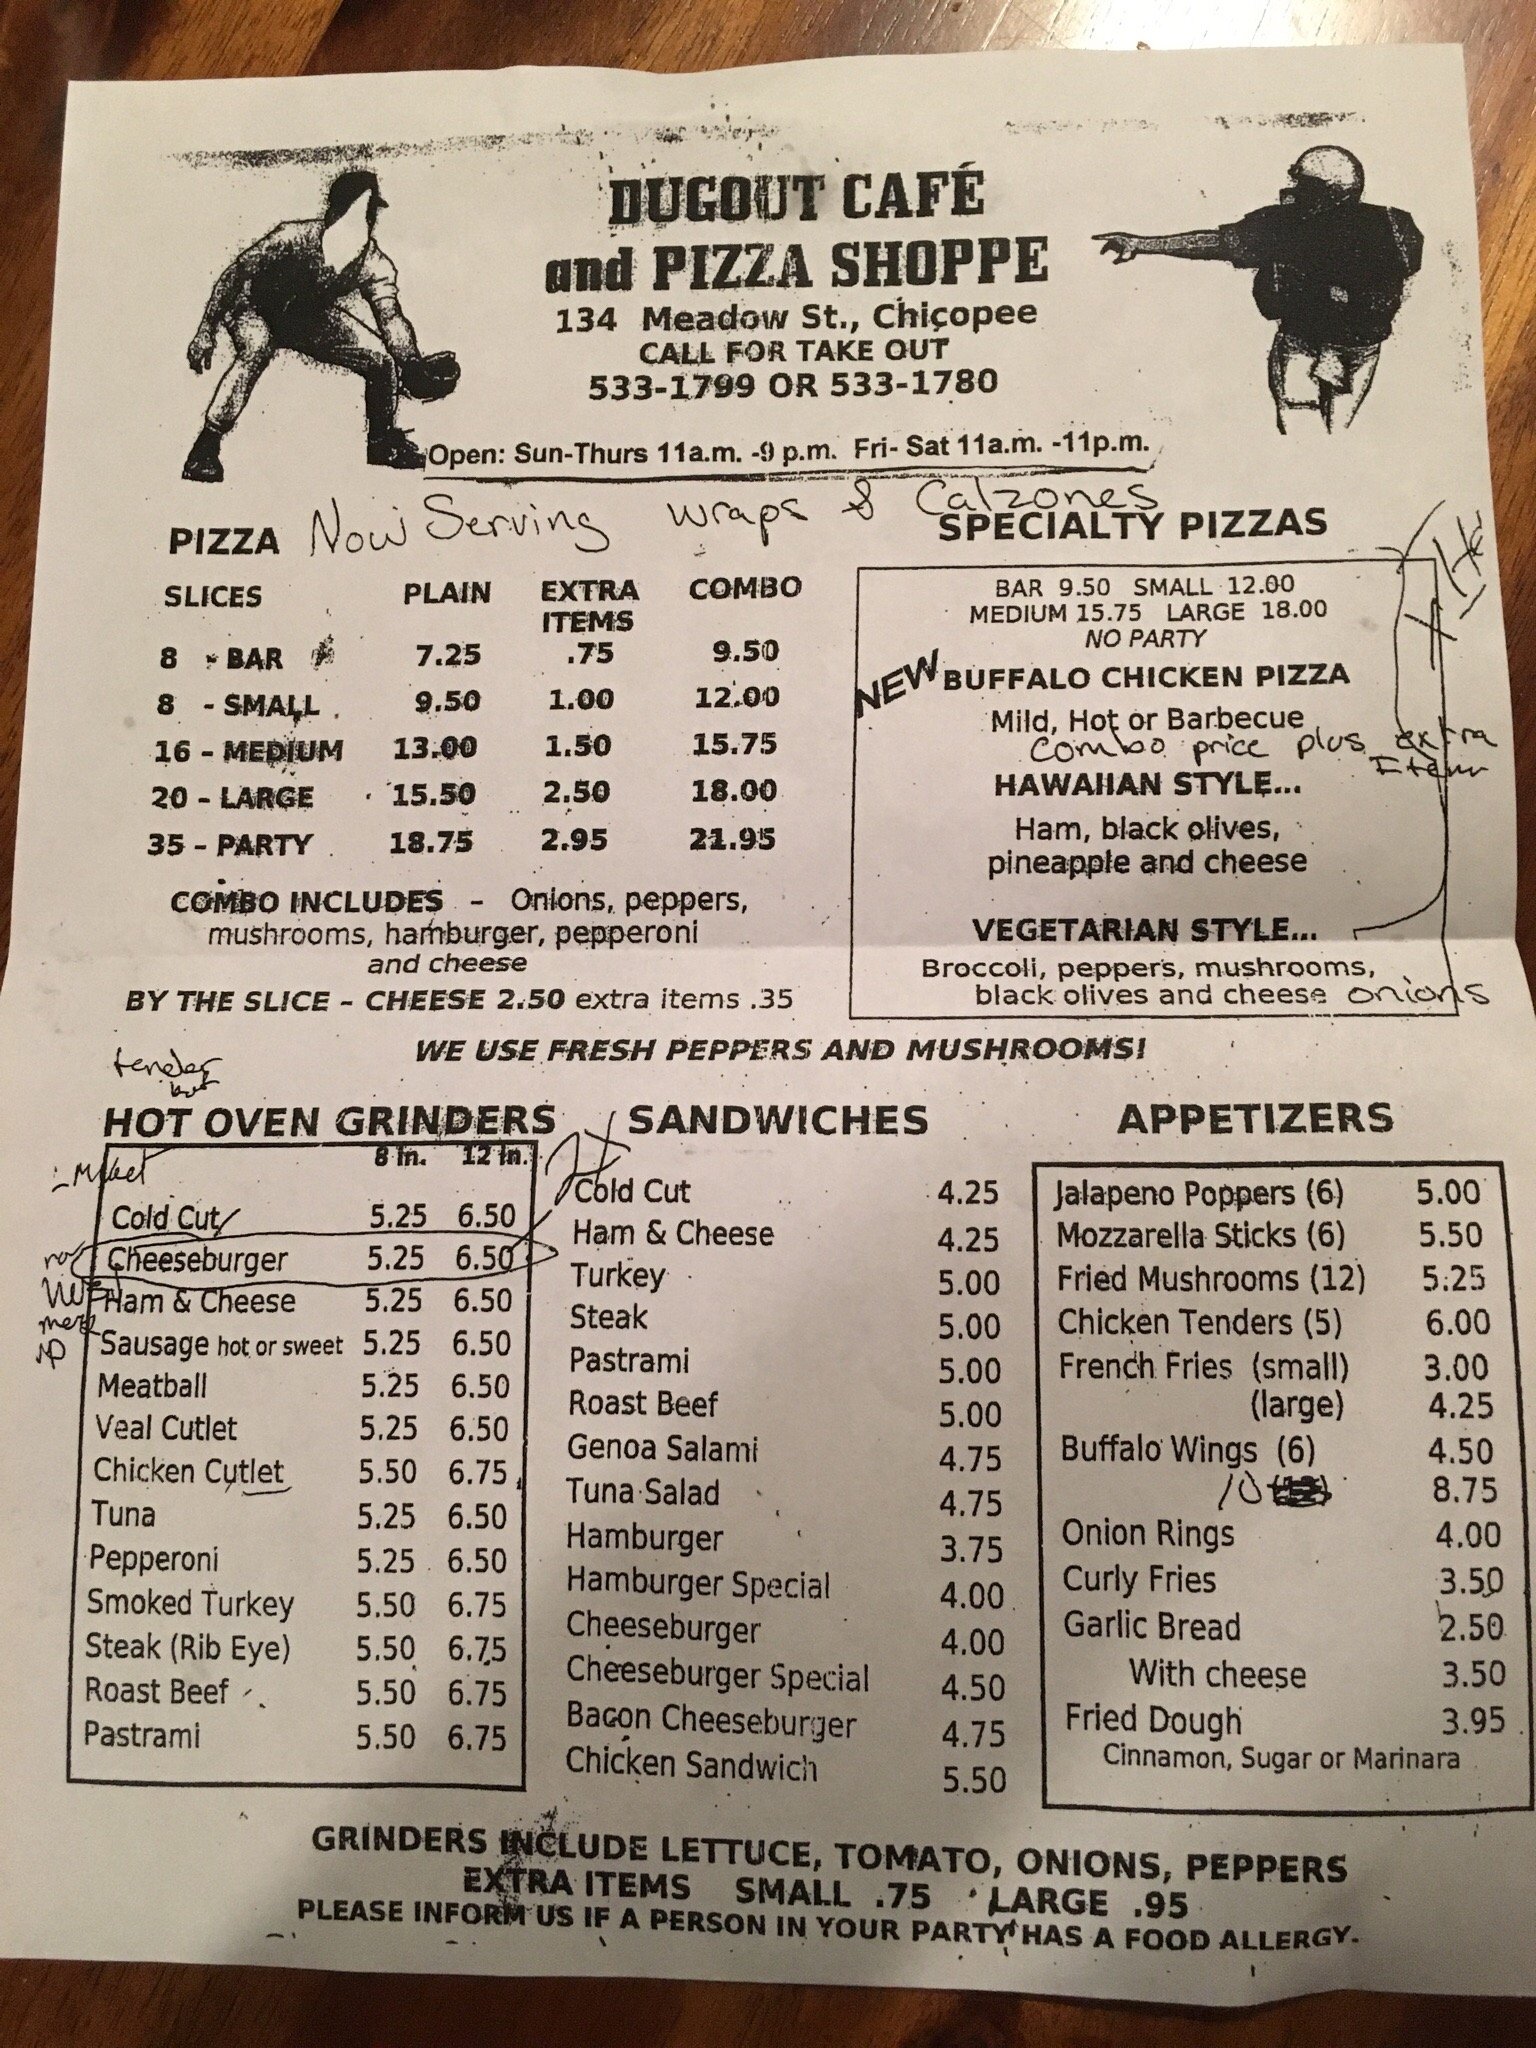 DUGOUT CAFÉ
and PIZZA SHOPPE
134 Meadow St., Chicopee
CALL FOR TAKE OUT
533-1799 OR 533-1780
Open: Sun-Thurs 11a.m. -9 p.m. Fri- Sat 11a.m. -11p.m.
Now Serving wraps & Calzones
PIZZA
SLICES PLAIN EXTRA ITEMS COMBO
8 - BAR 7.25 .75 9.50
8 - SMALL 9.50 1.00 12.00
16 - MEDIUM 13.00 1.50 15.75
20 - LARGE 15.50 2.50 18.00
35 - PARTY 18.75 2.95 21.95
COMBO INCLUDES - Onions, peppers,
mushrooms, hamburger, pepperoni
and cheese
BY THE SLICE - CHEESE 2.50 extra items .35
SPECIALTY PIZZAS
BAR 9.50 SMALL 12.00
MEDIUM 15.75 LARGE 18.00
NO PARTY
NEW BUFFALO CHICKEN PIZZA
Mild, Hot or Barbecue
combo price plus extra
Item
HAWAIIAN STYLE...
Ham, black olives,
pineapple and cheese
VEGETARIAN STYLE...
Broccoli, peppers, mushrooms,
black olives and cheese onions
WE USE FRESH PEPPERS AND MUSHROOMS!
tender
HOT OVEN GRINDERS
8 In. 12 In.
Cold Cut 5.25 6.50
Cheeseburger 5.25 6.50
Ham & Cheese 5.25 6.50
Sausage hot or sweet 5.25 6.50
Meatball 5.25 6.50
Veal Cutlet 5.25 6.50
Chicken Cutlet 5.50 6.75
Tuna 5.25 6.50
Pepperoni 5.25 6.50
Smoked Turkey 5.50 6.75
Steak (Rib Eye) 5.50 6.75
Roast Beef 5.50 6.75
Pastrami 5.50 6.75
SANDWICHES
Cold Cut 4.25
Ham & Cheese 4.25
Turkey 5.00
Steak 5.00
Pastrami 5.00
Roast Beef 5.00
Genoa Salami 4.75
Tuna Salad 4.75
Hamburger 3.75
Hamburger Special 4.00
Cheeseburger 4.00
Cheeseburger Special 4.50
Bacon Cheeseburger 4.75
Chicken Sandwich 5.50
APPETIZERS
Jalapeno Poppers (6) 5.00
Mozzarella Sticks (6) 5.50
Fried Mushrooms (12) 5.25
Chicken Tenders (5) 6.00
French Fries (small) 3.00
(large) 4.25
Buffalo Wings (6) 4.50
10 8.75
Onion Rings 4.00
Curly Fries 3.50
Garlic Bread 2.50
With cheese 3.50
Fried Dough 3.95
Cinnamon, Sugar or Marinara
GRINDERS INCLUDE LETTUCE, TOMATO, ONIONS, PEPPERS
EXTRA ITEMS SMALL .75 LARGE .95
PLEASE INFORM US IF A PERSON IN YOUR PARTY HAS A FOOD ALLERGY.